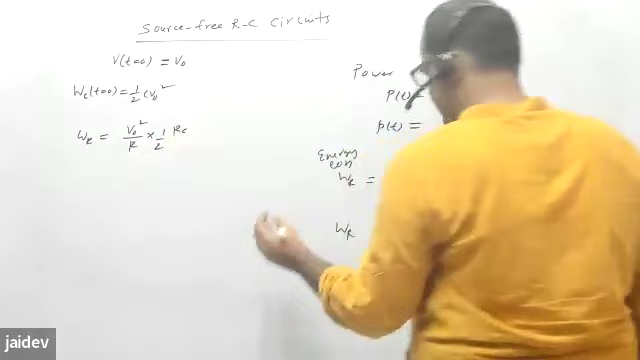 Source-free R-C Circuits
V(t=0) = V₀
W_C(t=0) = 1/2 C V₀²
W_R = V₀²/R × 1/2 RC
Power
P(t) =
P(t) =
Energy
W_R =
W_R
jaidev